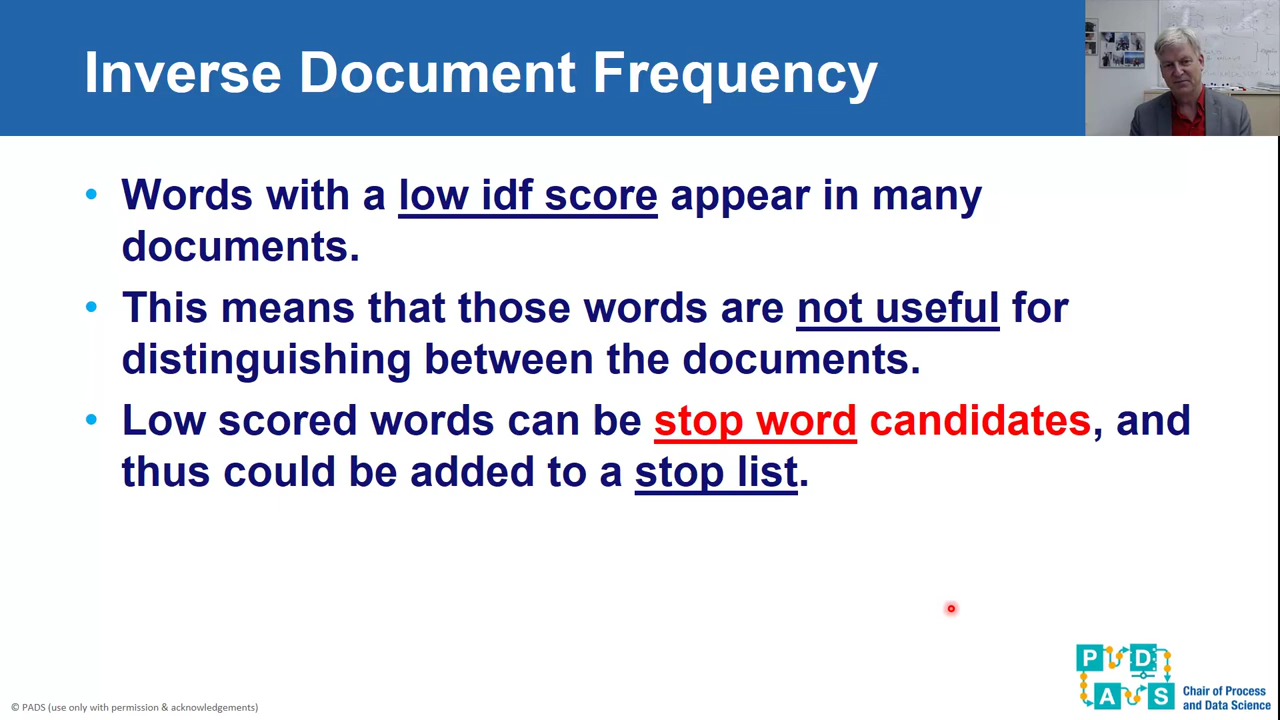 Inverse Document Frequency
• Words with a low idf score appear in many
documents.
• This means that those words are not useful for
distinguishing between the documents.
• Low scored words can be stop word candidates, and
thus could be added to a stop list.
P D
A S
Chair of Process
and Data Science
© PADS (use only with permission & acknowledgements)